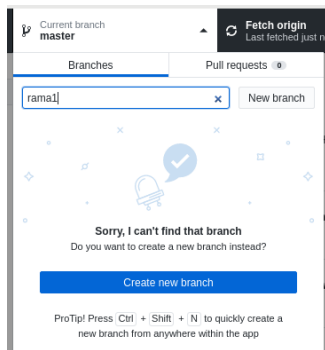 Current branch
master
Fetch origin
Last fetched just n
Branches
Pull requests 0
rama1
New branch
Sorry, I can't find that branch
Do you want to create a new branch instead?
Create new branch
ProTip! Press Ctrl + Shift + N to quickly create a
new branch from anywhere within the app